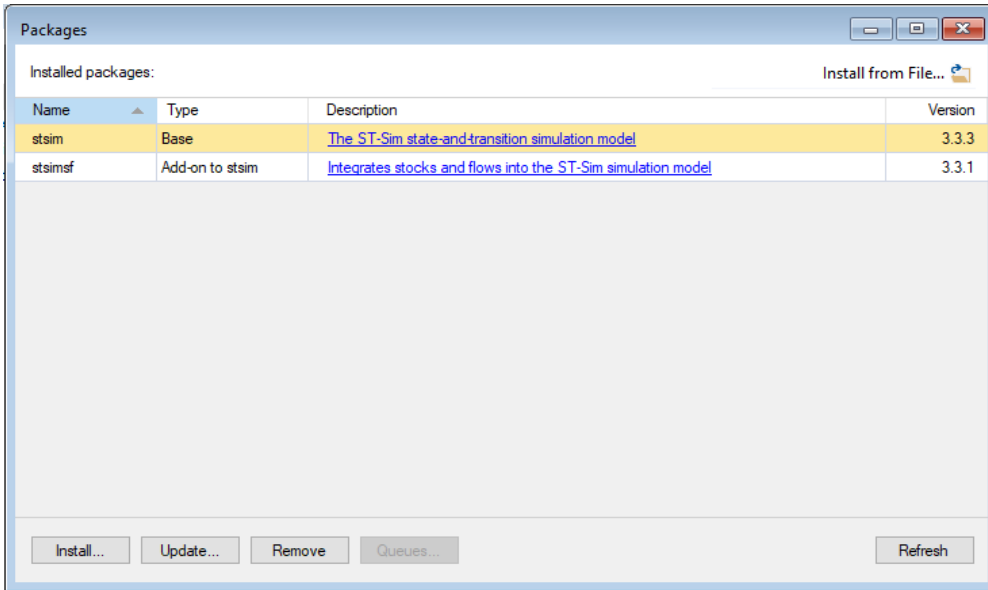 Packages
Installed packages:
Install from File...
Name Type Description Version
stsim Base The ST-Sim state-and-transition simulation model 3.3.3
stsimsf Add-on to stsim Integrates stocks and flows into the ST-Sim simulation model 3.3.1
Install... Update... Remove Queues... Refresh